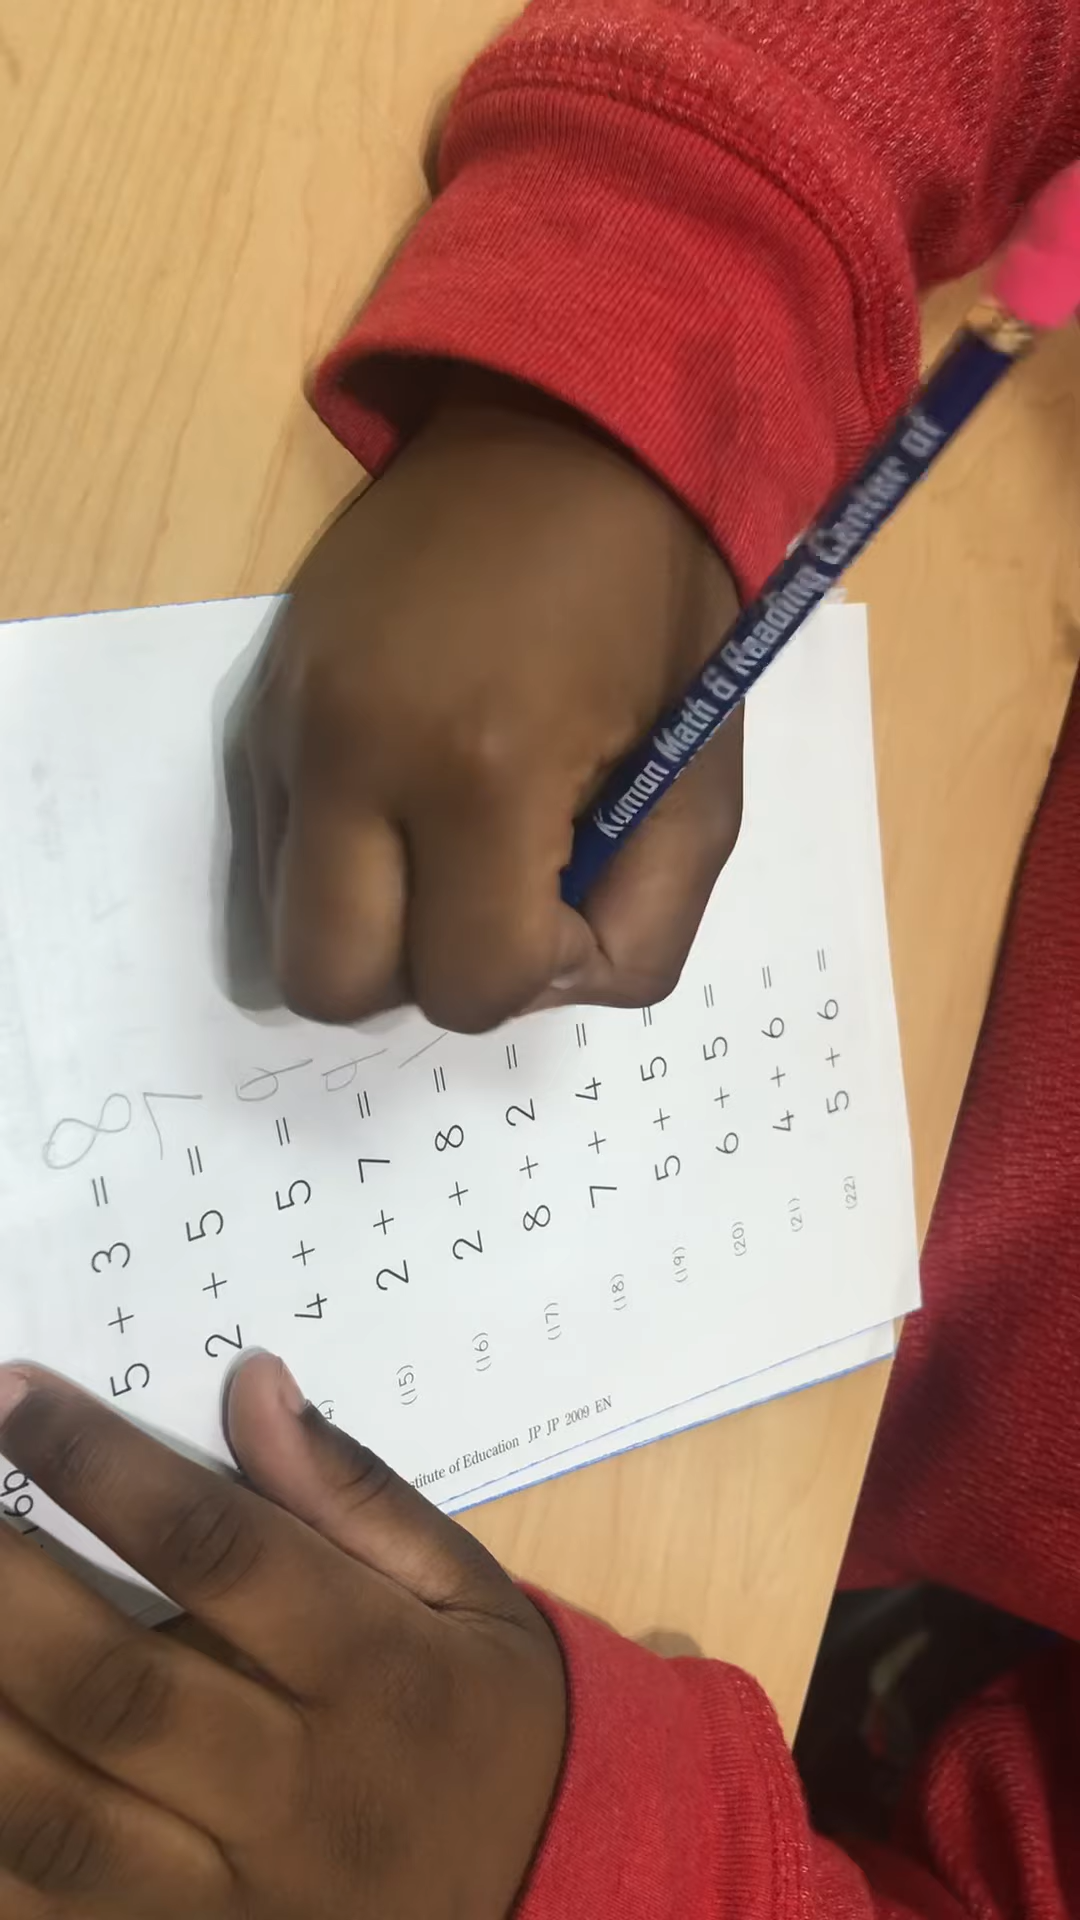 5 + 3 = 8
2 + 5 = 7
4 + 5 = 9
(15) 2 + 7 = 9
(16) 2 + 8 = 1
(17) 8 + 2 =
(18) 7 + 4 =
(19) 5 + 5 =
(20) 6 + 5 =
(21) 4 + 6 =
(22) 5 + 6 =
of Education JP JP 2009 EN
Kumon Math & Reading Center of